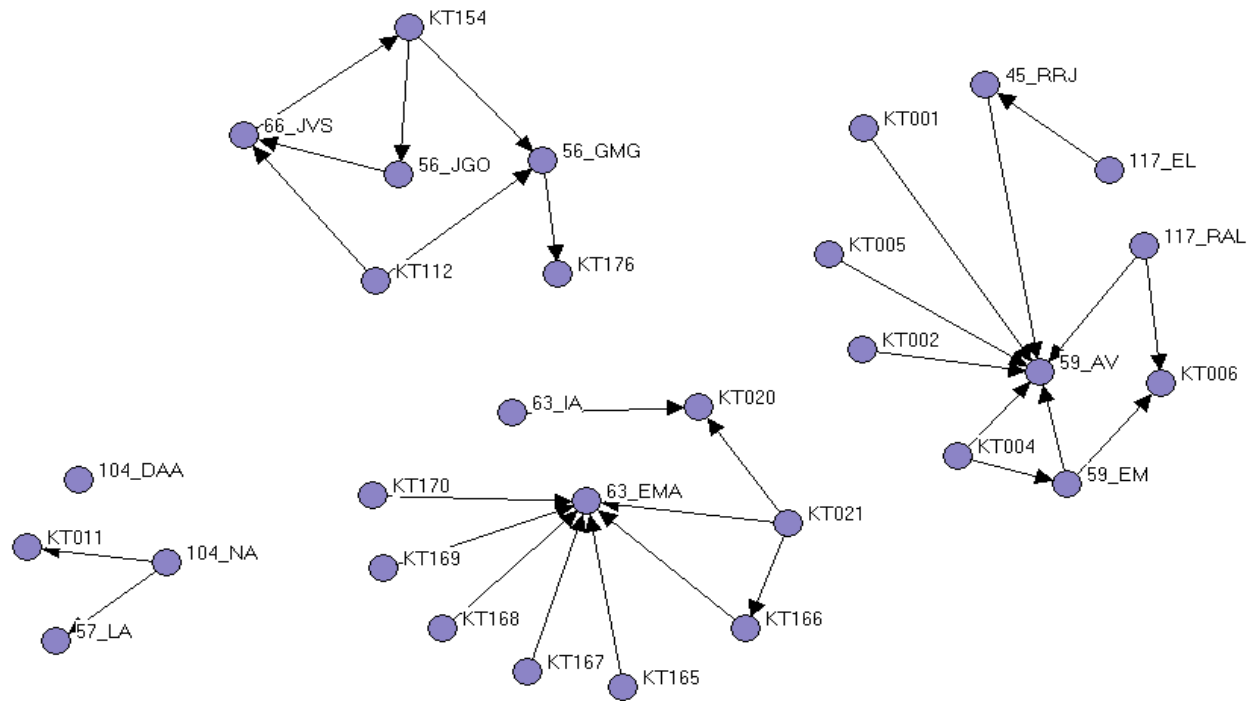 KT154
45_RRJ
KT001
66_JVS
56_GMG
117_EL
56_JGO
117_RAL
KT005
KT112
KT176
KT002
59_AV
KT006
63_IA
KT020
KT004
104_DAA
59_EM
KT170
63_EMA
KT021
KT011
104_NA
KT169
KT168
KT166
57_LA
KT167
KT165